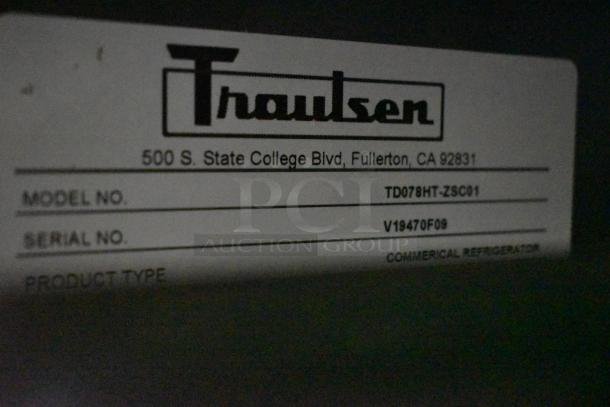 Traulsen
500 S. State College Blvd, Fullerton, CA 92831
MODEL NO. TD078HT-ZSC01
SERIAL NO. V19470F09
PRODUCT TYPE COMMERICAL REFRIGERATOR
PCI
AUCTION GROUP